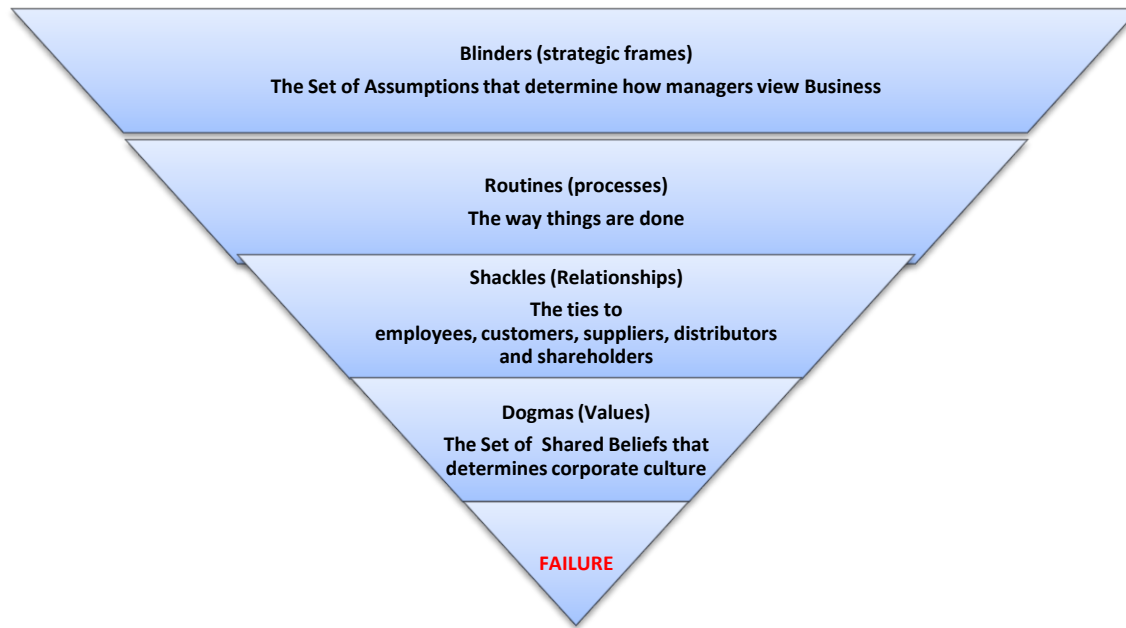 Blinders (strategic frames)
The Set of Assumptions that determine how managers view Business
Routines (processes)
The way things are done
Shackles (Relationships)
The ties to
employees, customers, suppliers, distributors
and shareholders
Dogmas (Values)
The Set of  Shared Beliefs that
determines corporate culture
FAILURE